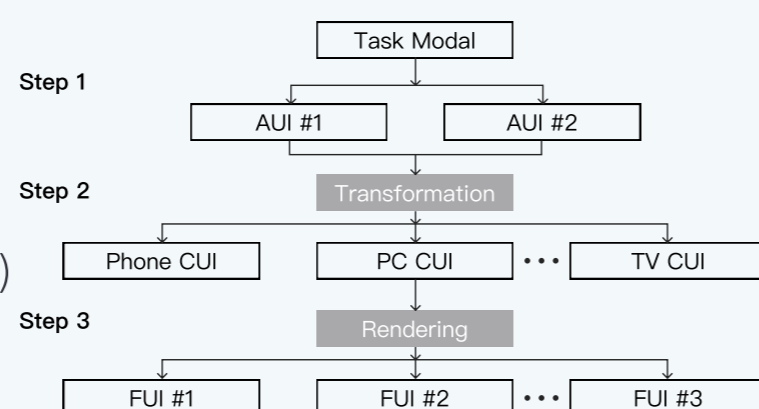 Task Modal
Step 1
AUI #1 AUI #2
Step 2
Transformation
)
Phone CUI PC CUI ••• TV CUI
Step 3
Rendering
FUI #1 FUI #2 ••• FUI #3